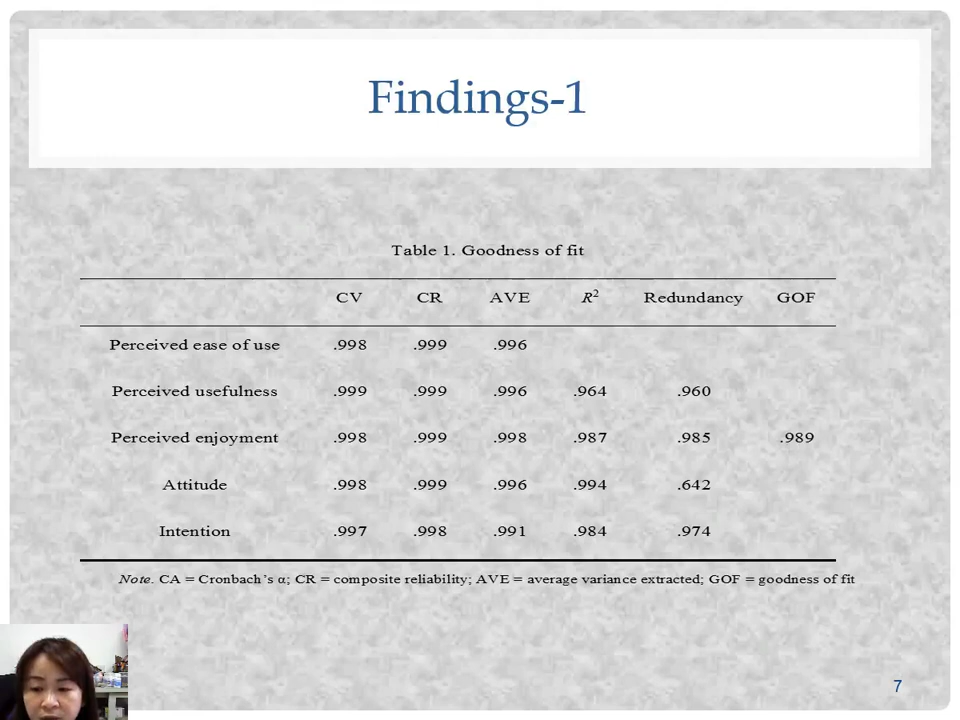 Findings-1
Table 1. Goodness of fit
CV CR AVE R² Redundancy GOF
Perceived ease of use .998 .999 .996
Perceived usefulness .999 .999 .996 .964 .960
Perceived enjoyment .998 .999 .998 .987 .985 .989
Attitude .998 .999 .996 .994 .642
Intention .997 .998 .991 .984 .974
Note. CA = Cronbach’s α; CR = composite reliability; AVE = average variance extracted; GOF = goodness of fit
7